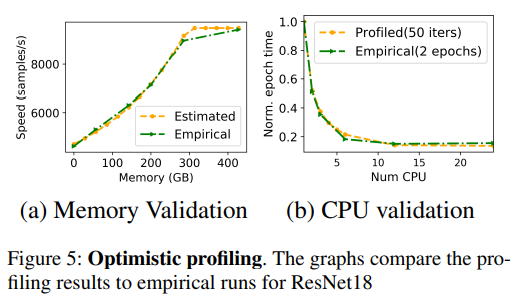 Speed (samples/s)
8000
6000
Estimated
Empirical
0 100 200 300 400
Memory (GB)
(a) Memory Validation
Norm. epoch time
1.0
0.8
0.6
0.4
0.2
Profiled(50 iters)
Empirical(2 epochs)
5 10 15 20
Num CPU
(b) CPU validation
Figure 5: Optimistic profiling. The graphs compare the pro-
filing results to empirical runs for ResNet18